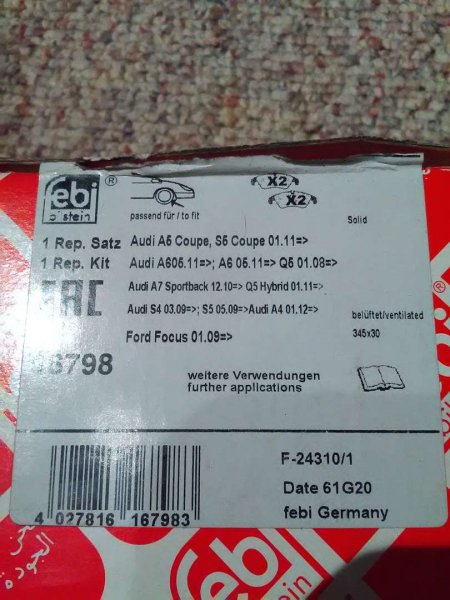 febi
bilstein
®
passend für / to fit
X2
X2
Solid
1 Rep. Satz
1 Rep. Kit
Audi A5 Coupe, S5 Coupe 01.11=>
Audi A605.11=>; A6 05.11=> Q5 01.08=>
Audi A7 Sportback 12.10=> Q5 Hybrid 01.11=>
Audi S4 03.09=>; S5 05.09=>Audi A4 01.12=>
Ford Focus 01.09=>
belüftet/ventilated
345x30
EAC
16798
weitere Verwendungen
further applications
F-24310/1
Date 61G20
febi Germany
4 027816 167983
الجودة
febi